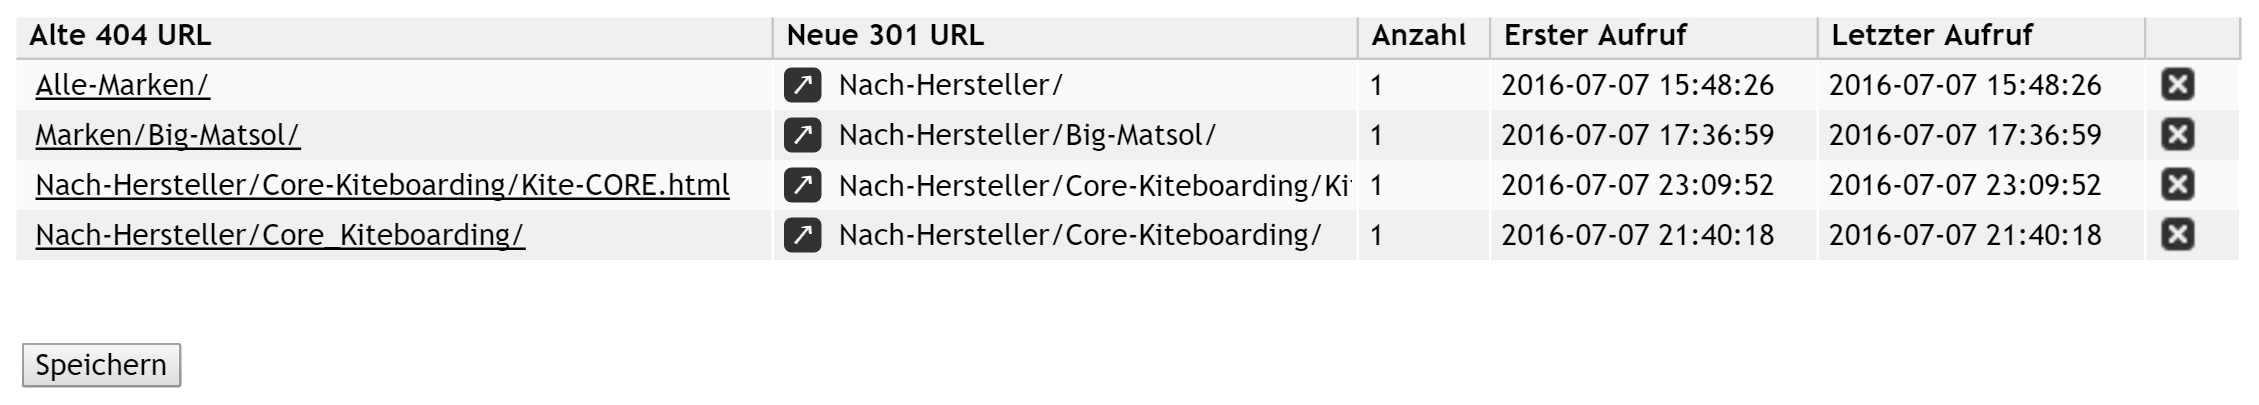 Alte 404 URL Neue 301 URL Anzahl Erster Aufruf Letzter Aufruf
Alle-Marken/ Nach-Hersteller/ 1 2016-07-07 15:48:26 2016-07-07 15:48:26
Marken/Big-Matsol/ Nach-Hersteller/Big-Matsol/ 1 2016-07-07 17:36:59 2016-07-07 17:36:59
Nach-Hersteller/Core-Kiteboarding/Kite-CORE.html Nach-Hersteller/Core-Kiteboarding/Ki 1 2016-07-07 23:09:52 2016-07-07 23:09:52
Nach-Hersteller/Core_Kiteboarding/ Nach-Hersteller/Core-Kiteboarding/ 1 2016-07-07 21:40:18 2016-07-07 21:40:18
Speichern